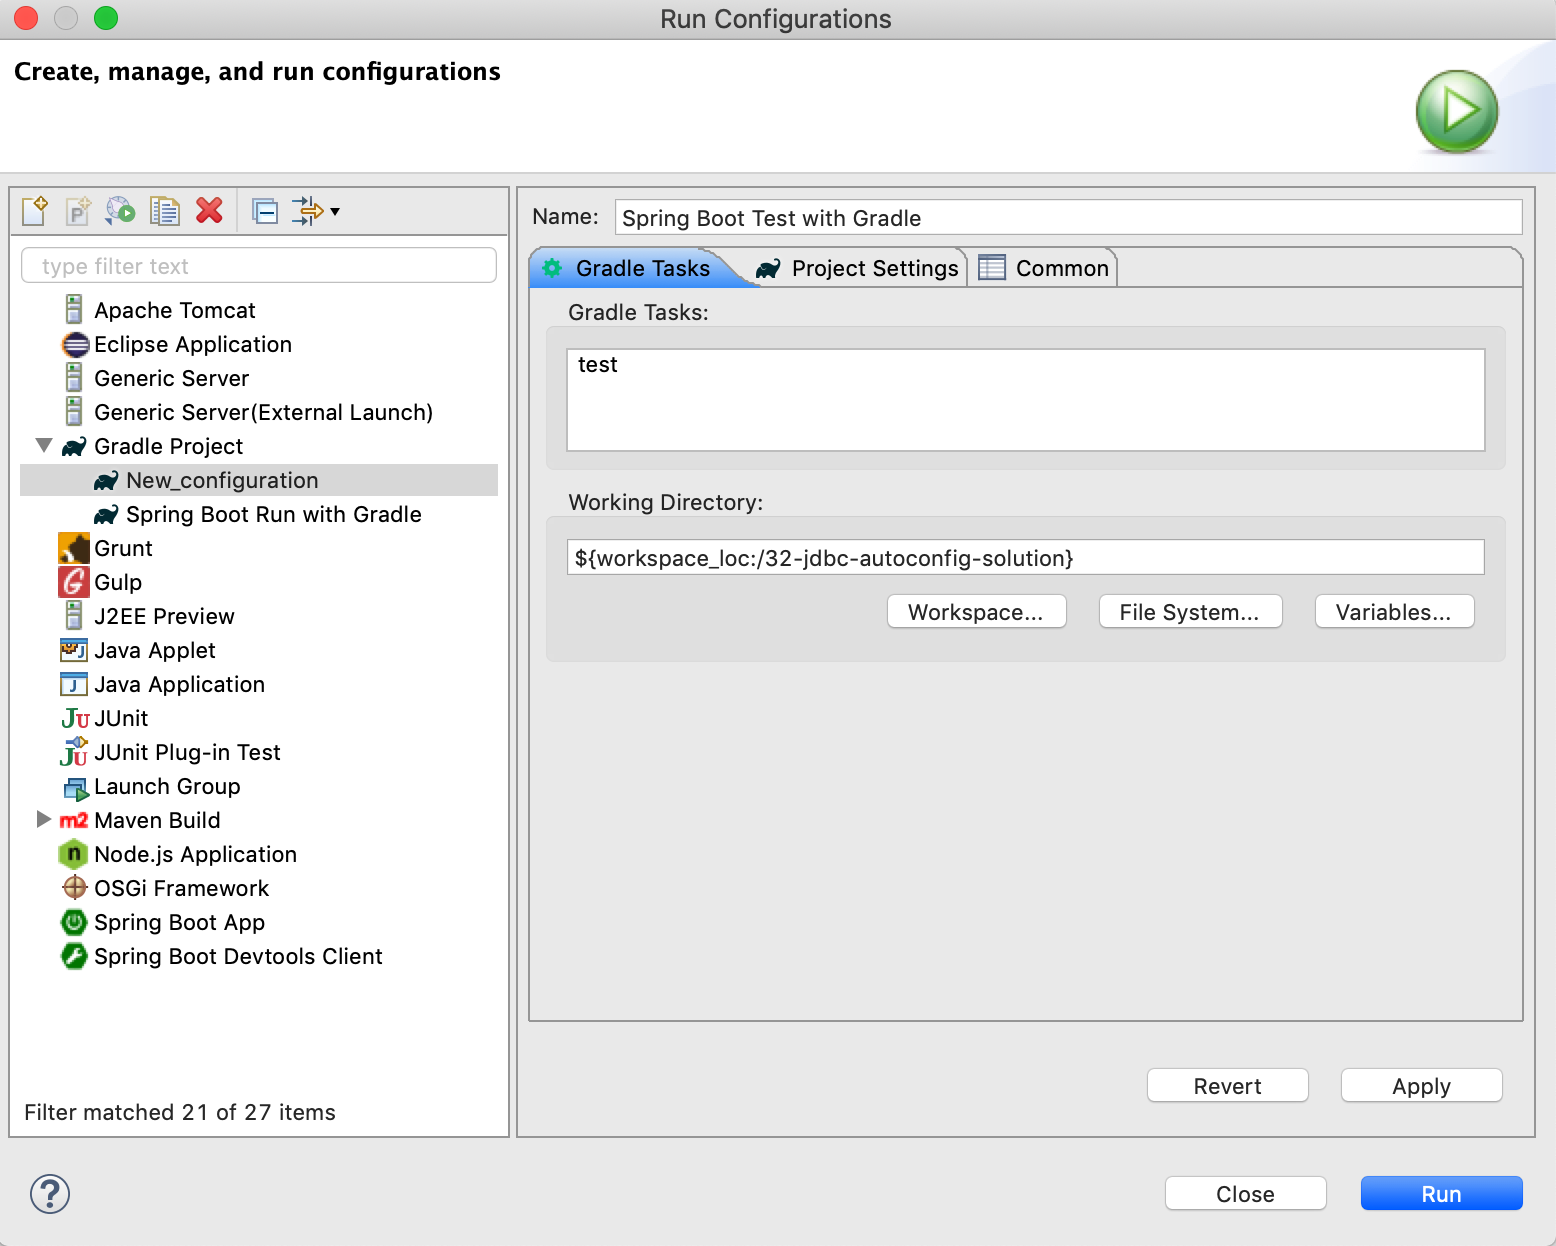 Run Configurations
Create, manage, and run configurations
type filter text
Apache Tomcat
Eclipse Application
Generic Server
Generic Server(External Launch)
Gradle Project
New_configuration
Spring Boot Run with Gradle
Grunt
Gulp
J2EE Preview
Java Applet
Java Application
JUnit
JUnit Plug-in Test
Launch Group
m2 Maven Build
Node.js Application
OSGi Framework
Spring Boot App
Spring Boot Devtools Client
Filter matched 21 of 27 items
Name: Spring Boot Test with Gradle
Gradle Tasks Project Settings Common
Gradle Tasks:
test
Working Directory:
${workspace_loc:/32-jdbc-autoconfig-solution}
Workspace... File System... Variables...
Revert Apply
? Close Run